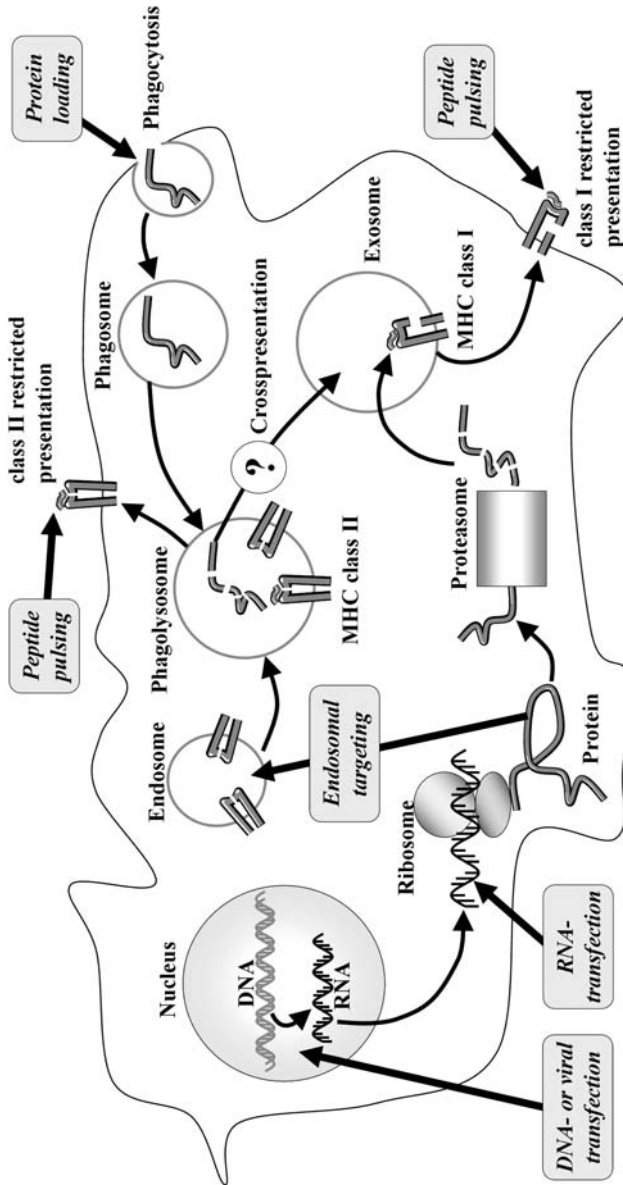 Peptide
pulsing
class II restricted
presentation
Protein
loading
Phagocytosis
Phagosome
Phagolysosome
Endosome
Nucleus
DNA
RNA
MHC class II
?
Crosspresentation
Exosome
MHC class I
Peptide
pulsing
class I restricted
presentation
Endosomal
targeting
Ribosome
Proteasome
Protein
DNA- or viral
transfection
RNA-
transfection